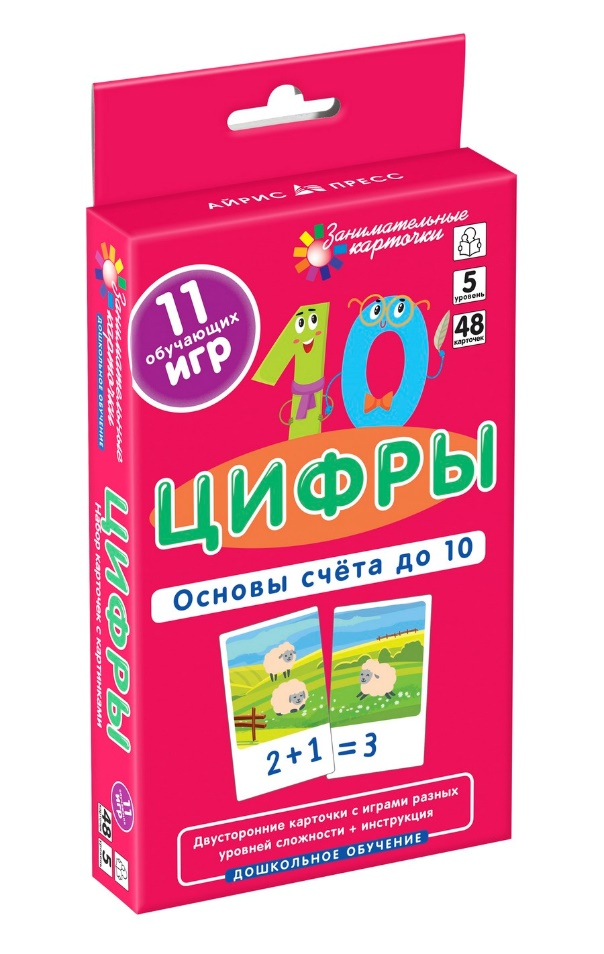 АЙРИС ПРЕСС
Занимательные
карточки
5
уровень
48
карточек
11
обучающих
игр
10
ЦИФРЫ
Основы счёта до 10
2+1 =3
Двусторонние карточки с играми разных
уровней сложности + инструкция
ДОШКОЛЬНОЕ ОБУЧЕНИЕ
Занимательные
карточки
ДОШКОЛЬНОЕ ОБУЧЕНИЕ
ЦИФРЫ
Набор карточек с картинками
11
игр
48
5